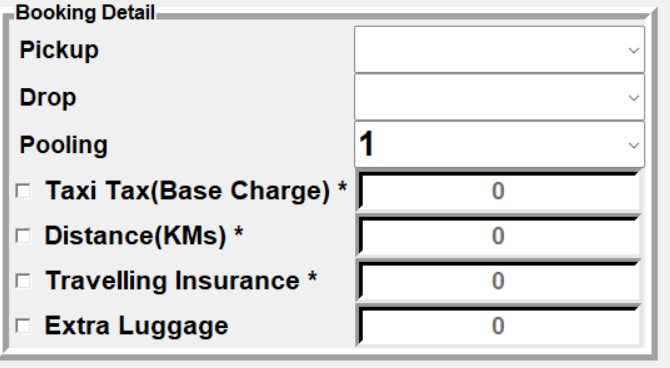 Booking Detail
Pickup
Drop
Pooling 1
Taxi Tax(Base Charge) * 0
Distance(KMs) * 0
Travelling Insurance * 0
Extra Luggage 0